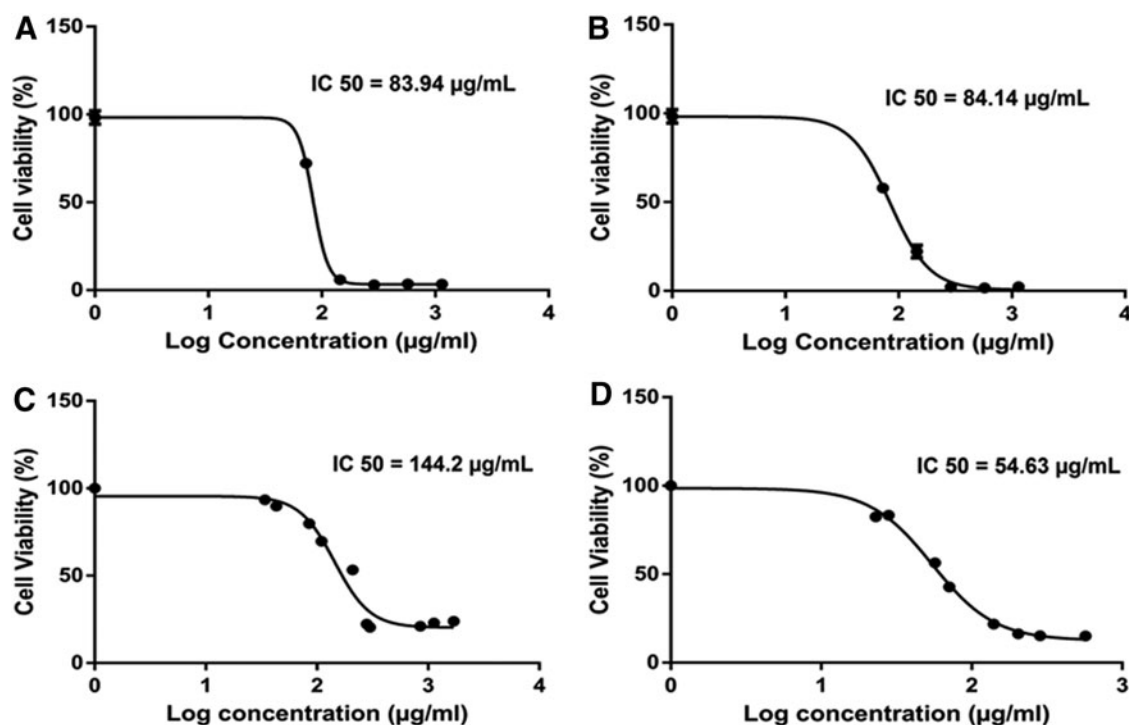 A
150
100
50
0
Cell viability (%)
IC 50 = 83.94 µg/mL
0 1 2 3 4
Log Concentration (µg/ml)
B
150
100
50
0
Cell viability (%)
IC 50 = 84.14 µg/mL
0 1 2 3 4
Log Concentration (µg/ml)
C
150
100
50
0
Cell Viability (%)
IC 50 = 144.2 µg/mL
0 1 2 3 4
Log concentration (µg/ml)
D
150
100
50
0
Cell Viability (%)
IC 50 = 54.63 µg/mL
0 1 2 3
Log concentration (µg/ml)